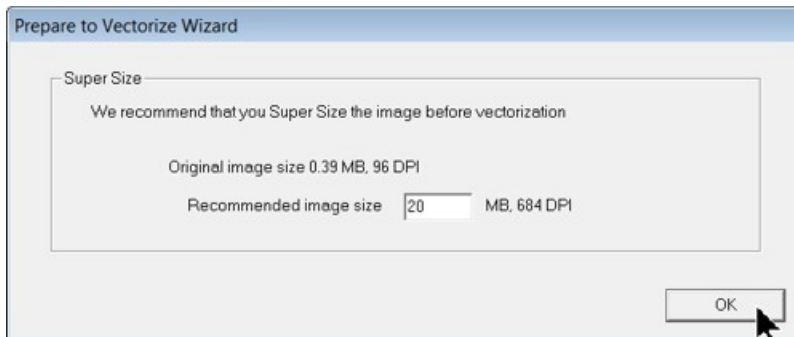 Prepare to Vectorize Wizard
Super Size
We recommend that you Super Size the image before vectorization
Original image size 0.39 MB, 96 DPI
Recommended image size 20 MB, 684 DPI
OK